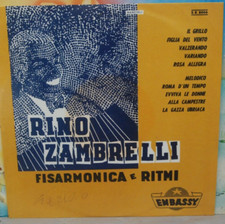 IL GRILLO
FIGLIA DEL VENTO
VALZERANDO
VARIANDO
ROSA ALLEGRA
MELODICO
ROMA D'UN TEMPO
EVVIVA LE DONNE
ALLA CAMPESTRE
LA GAZZA UBRIACA
RINO
ZAMBRELLI
FISARMONICA E RITMI
EMBASSY